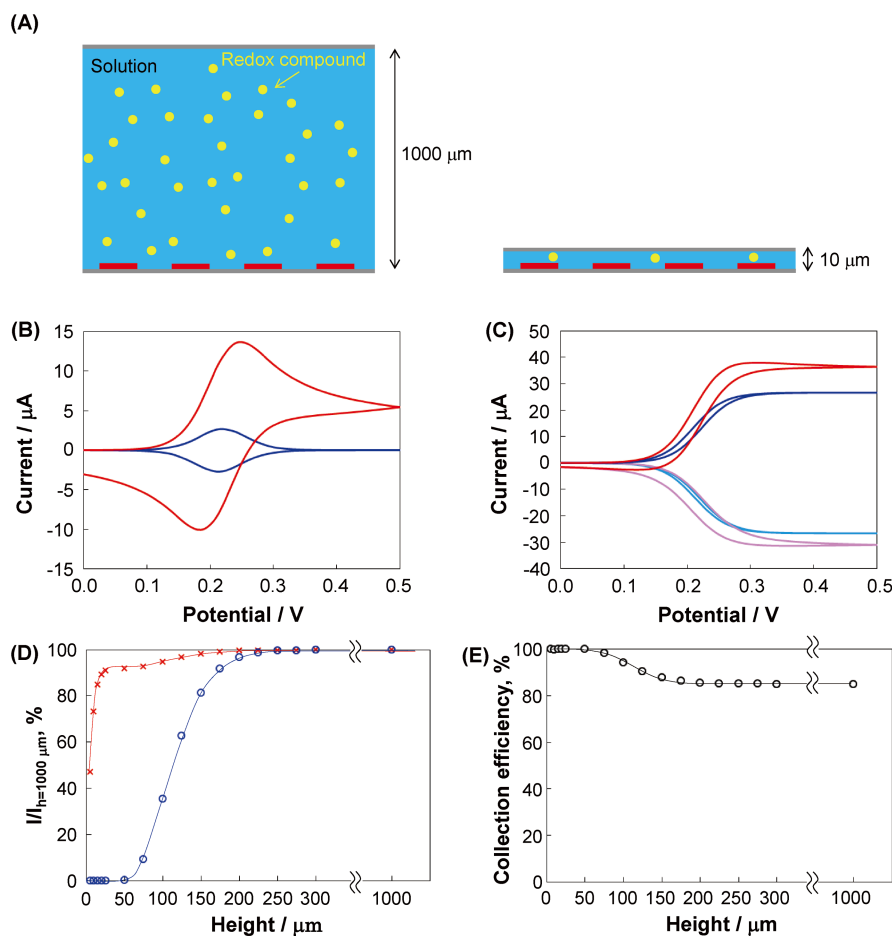 (A)
Solution
Redox compound
1000 μm
10 μm
(B)
15
10
5
0
-5
-10
-15
Current / μA
0.0 0.1 0.2 0.3 0.4 0.5
Potential / V
(C)
50
40
30
20
10
0
-10
-20
-30
-40
Current / μA
0.0 0.1 0.2 0.3 0.4 0.5
Potential / V
(D)
100
80
60
40
20
0
I/I h=1000 μm, %
0 50 100 150 200 250 300 1000
Height / μm
(E)
100
80
60
40
20
0
Collection efficiency, %
0 50 100 150 200 250 300 1000
Height / μm